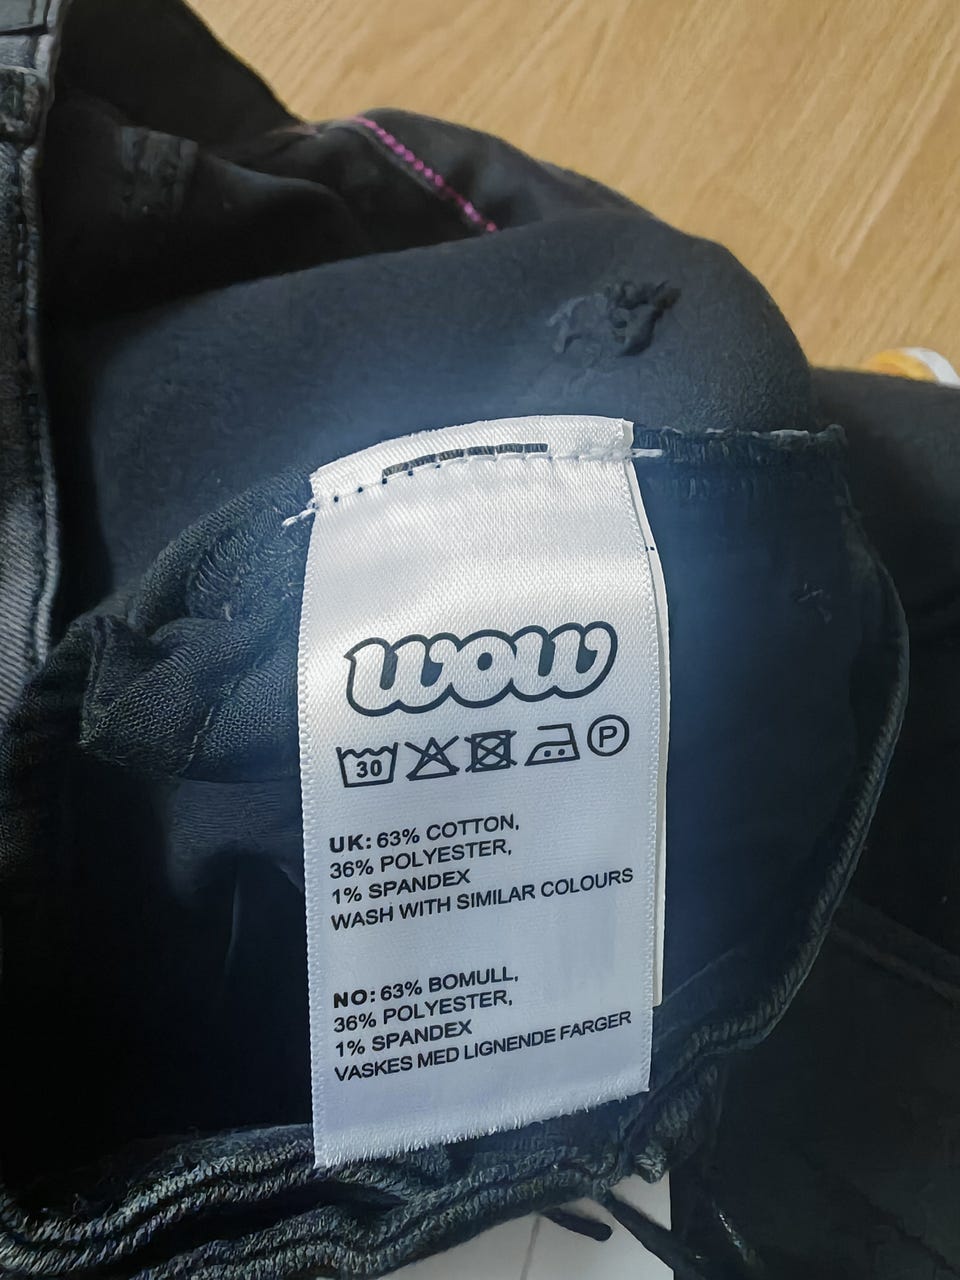 WOW
30
P
UK: 63% COTTON,
36% POLYESTER,
1% SPANDEX
WASH WITH SIMILAR COLOURS
NO: 63% BOMULL,
36% POLYESTER,
1% SPANDEX
VASKES MED LIGNENDE FARGER